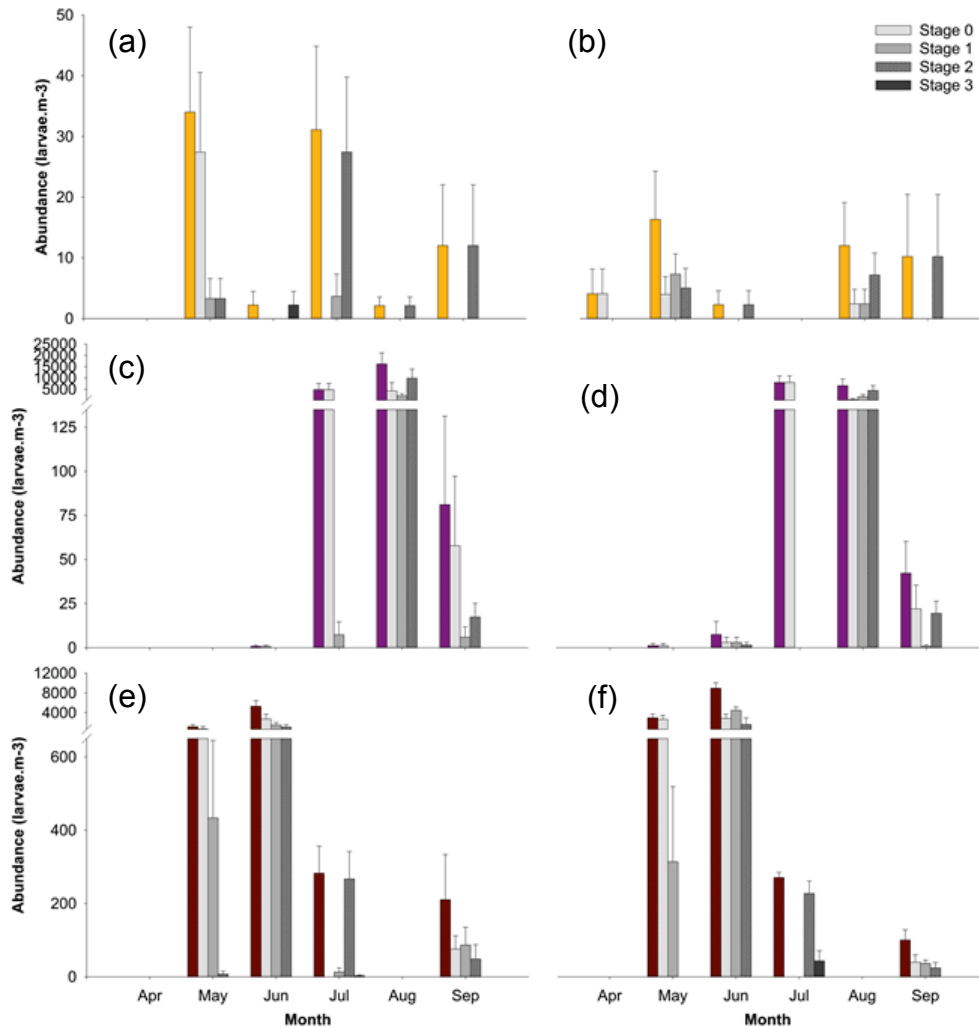 (a)
(b)
Stage 0
Stage 1
Stage 2
Stage 3
Abundance (larvae.m-3)
50
40
30
20
10
0
(c)
(d)
Abundance (larvae.m-3)
25000
20000
15000
10000
5000
125
100
75
50
25
0
(e)
(f)
Abundance (larvae.m-3)
12000
8000
4000
600
400
200
0
Apr May Jun Jul Aug Sep
Apr May Jun Jul Aug Sep
Month
Month